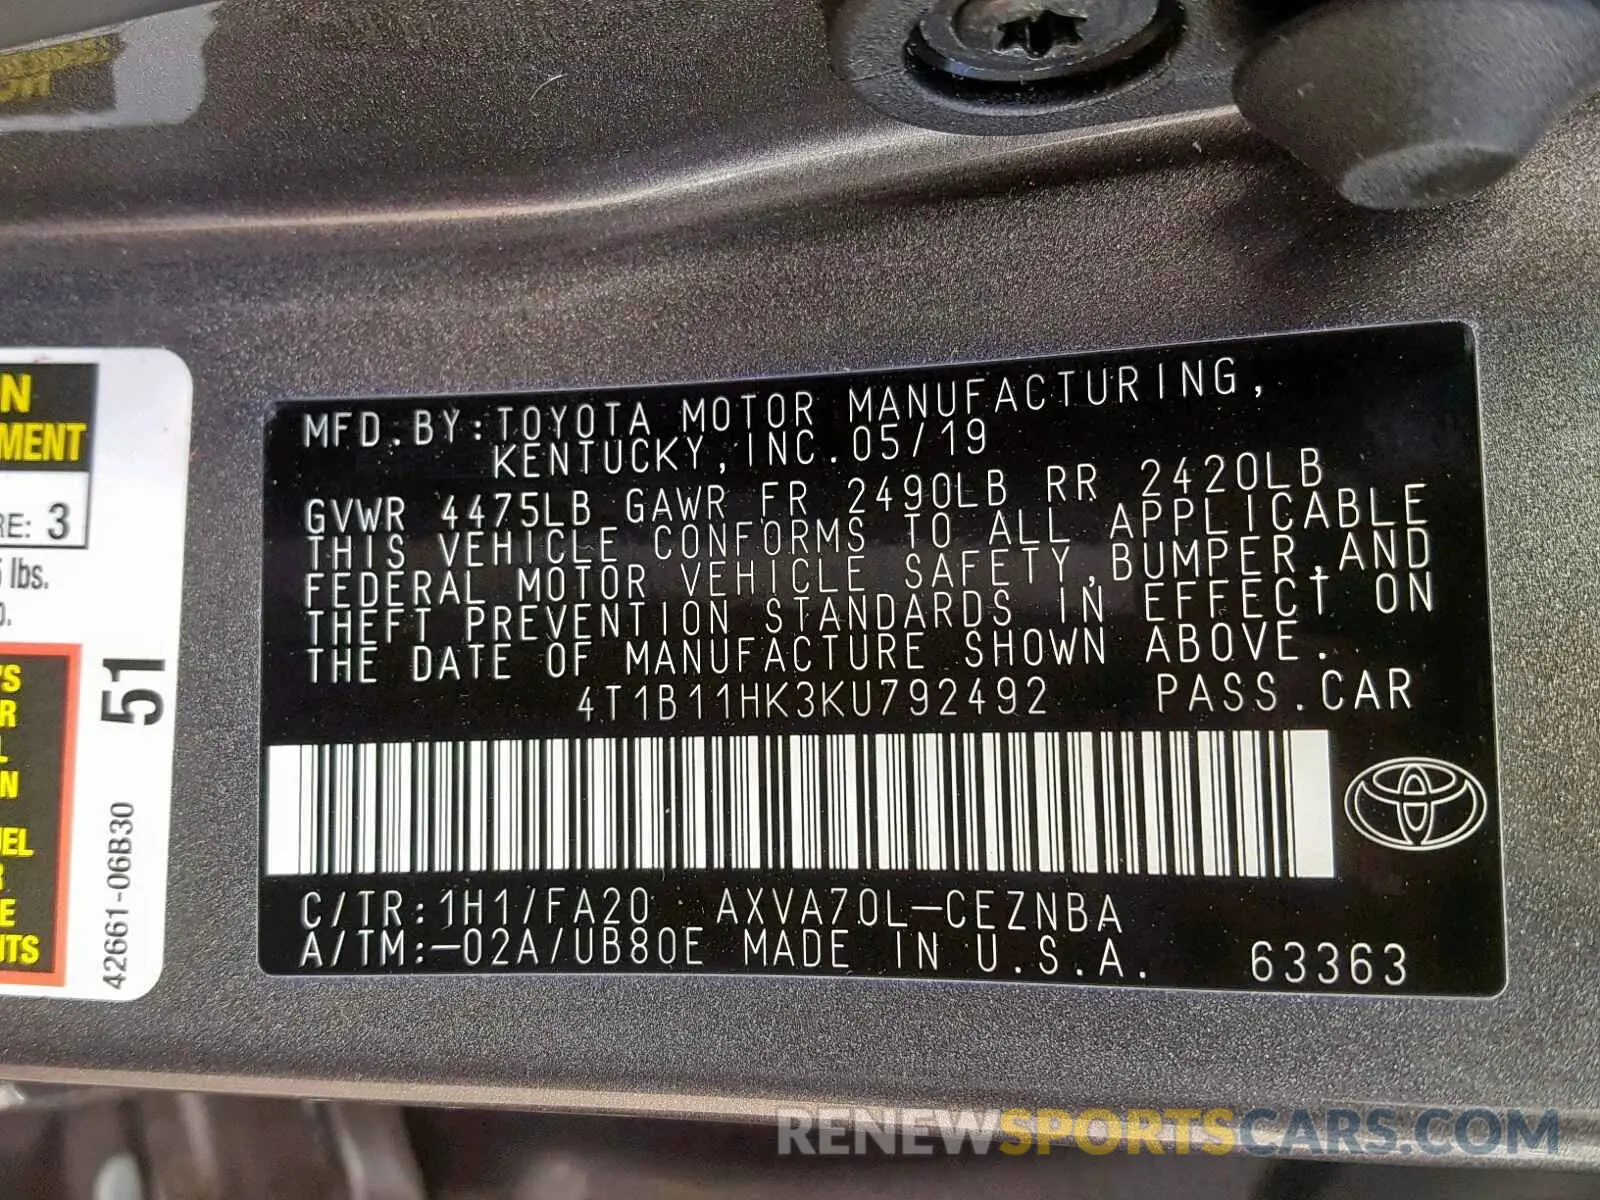 MFD.BY:TOYOTA MOTOR MANUFACTURING,
KENTUCKY,INC.05/19
GVWR 4475LB GAWR FR 2490LB RR 2420LB
THIS VEHICLE CONFORMS TO ALL APPLICABLE
FEDERAL MOTOR VEHICLE SAFETY,BUMPER,AND
THEFT PREVENTION STANDARDS IN EFFECT ON
THE DATE OF MANUFACTURE SHOWN ABOVE.
4T1B11HK3KU792492 PASS.CAR
C/TR:1H1/FA20 AXVA70L-CEZNBA
A/TM:-02A/UB80E MADE IN U.S.A. 63363
3
lbs.
51
42661-06B30
RENEWSPORTSCARS.COM